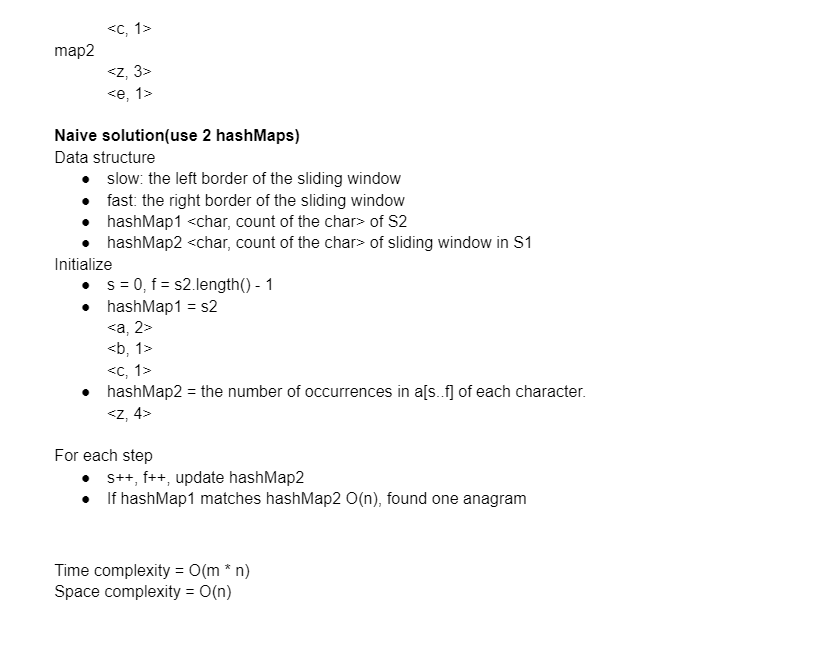 <c, 1>
map2
<z, 3>
<e, 1>
Naive solution(use 2 hashMaps)
Data structure
● slow: the left border of the sliding window
● fast: the right border of the sliding window
● hashMap1 <char, count of the char> of S2
● hashMap2 <char, count of the char> of sliding window in S1
Initialize
● s = 0, f = s2.length() - 1
● hashMap1 = s2
<a, 2>
<b, 1>
<c, 1>
● hashMap2 = the number of occurrences in a[s..f] of each character.
<z, 4>
For each step
● s++, f++, update hashMap2
● If hashMap1 matches hashMap2 O(n), found one anagram
Time complexity = O(m * n)
Space complexity = O(n)